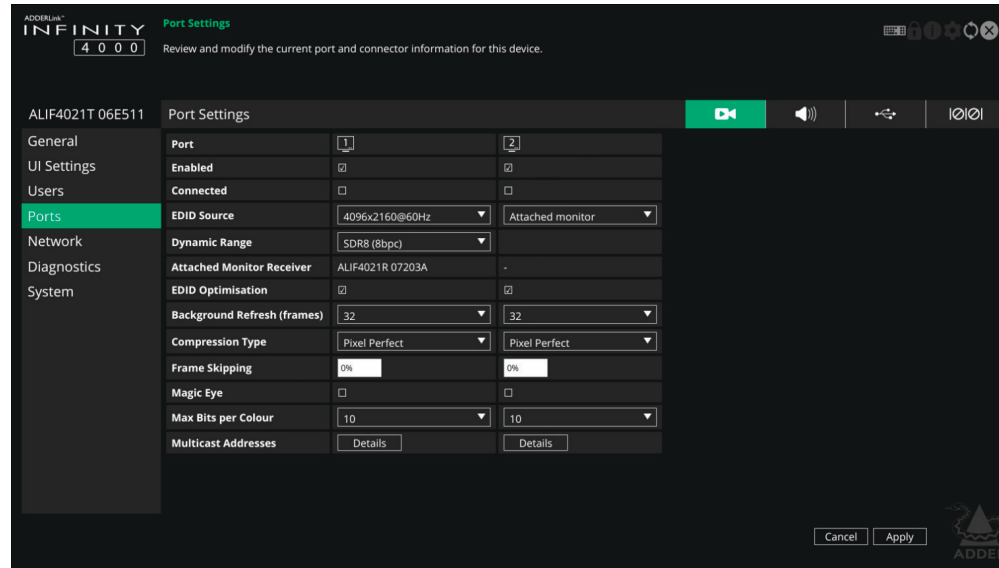 ADDERLink™
INFINITY
4000
Port Settings
Review and modify the current port and connector information for this device.
ALIF4021T 06E511
Port Settings
General
UI Settings
Users
Ports
Network
Diagnostics
System
Port 1 2
Enabled ☑ ☑
Connected ☐ ☐
EDID Source 4096x2160@60Hz Attached monitor
Dynamic Range SDR8 (8bpc)
Attached Monitor Receiver ALIF4021R 07203A -
EDID Optimisation ☑ ☑
Background Refresh (frames) 32 32
Compression Type Pixel Perfect Pixel Perfect
Frame Skipping 0% 0%
Magic Eye ☐ ☐
Max Bits per Colour 10 10
Multicast Addresses Details Details
Cancel Apply